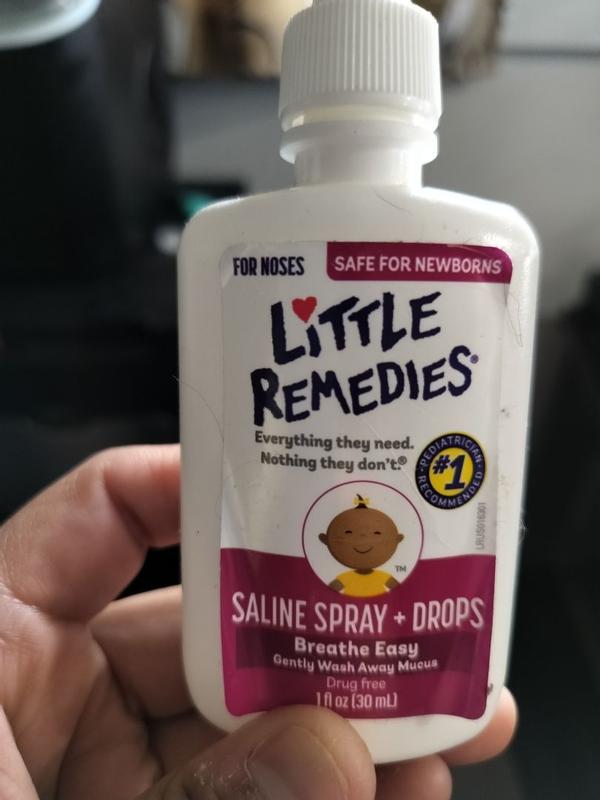 FOR NOSES
SAFE FOR NEWBORNS
LiTTLE
REMEDIES®
Everything they need.
Nothing they don't.®
PEDIATRICIAN
#1
RECOMMENDED
TM
SALINE SPRAY + DROPS
Breathe Easy
Gently Wash Away Mucus
Drug free
1 fl oz (30 mL)